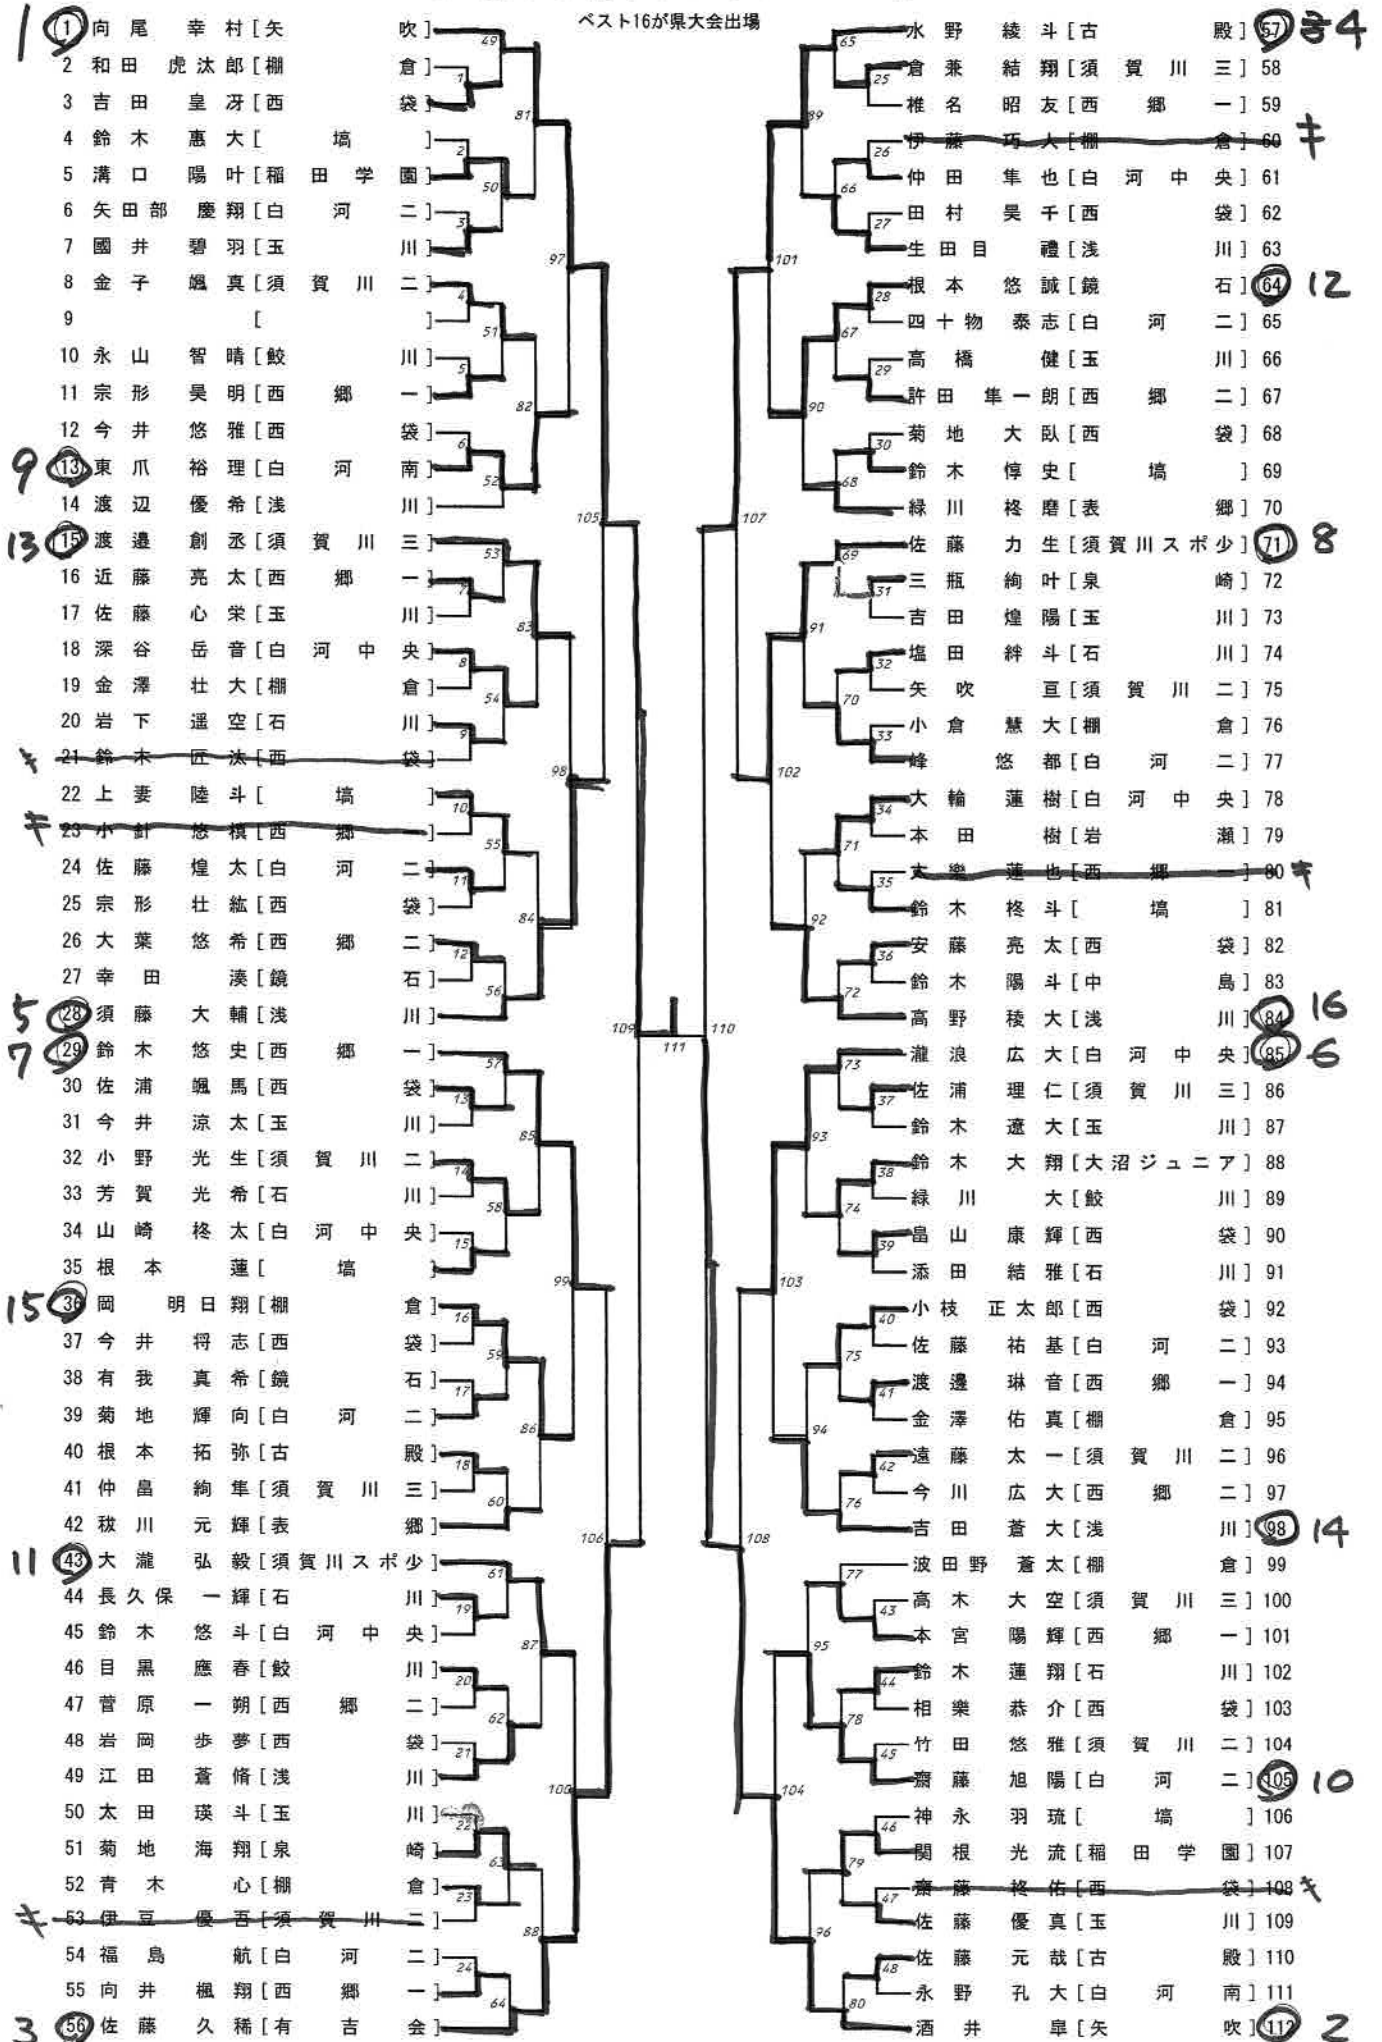 ベスト16が県大会出場
1 1 向尾 幸村[矢吹]
2 和田 虎汰郎[棚倉]
3 吉田 皇冴[西袋]
4 鈴木 惠大[塙]
5 溝口 陽叶[稲田学園]
6 矢田部 慶翔[白河二]
7 國井 碧羽[玉川]
8 金子 颯真[須賀川二]
9 [ ]
10 永山 智晴[鮫川]
11 宗形 昊明[西郷一]
12 今井 悠雅[西袋]
9 13 東爪 裕理[白河南]
14 渡辺 優希[浅川]
13 15 渡邉 創丞[須賀川三]
16 近藤 亮太[西郷一]
17 佐藤 心栄[玉川]
18 深谷 岳音[白河中央]
19 金澤 壮大[棚倉]
20 岩下 遥空[石川]
キ 21 鈴木 匠汰[西袋]
22 上妻 陸斗[塙]
キ 23 小針 悠槙[西郷]
24 佐藤 煌太[白河二]
25 宗形 壮紘[西袋]
26 大葉 悠希[西郷二]
27 幸田 湊[鏡石]
5 28 須藤 大輔[浅川]
7 29 鈴木 悠史[西郷一]
30 佐浦 颯馬[西袋]
31 今井 涼太[玉川]
32 小野 光生[須賀川二]
33 芳賀 光希[石川]
34 山崎 柊太[白河中央]
35 根本 蓮[塙]
15 36 岡 明日翔[棚倉]
37 今井 将志[西袋]
38 有我 真希[鏡石]
39 菊地 輝向[白河二]
40 根本 拓弥[古殿]
41 仲畠 絢隼[須賀川三]
42 秡川 元輝[表郷]
11 43 大瀧 弘毅[須賀川スポ少]
44 長久保 一輝[石川]
45 鈴木 悠斗[白河中央]
46 目黒 應春[鮫川]
47 菅原 一朔[西郷二]
48 岩岡 歩夢[西袋]
49 江田 蒼脩[浅川]
50 太田 瑛斗[玉川]
51 菊地 海翔[泉崎]
52 青木 心[棚倉]
キ 53 伊豆 優吾[須賀川二]
54 福島 航[白河二]
55 向井 楓翔[西郷一]
3 56 佐藤 久稀[有吉会]
水野 綾斗[古殿] 57 4
倉兼 結翔[須賀川三] 58
椎名 昭友[西郷一] 59
伊藤 巧人[棚倉] 60 キ
仲田 隼也[白河中央] 61
田村 昊千[西袋] 62
生田目 禮[浅川] 63
根本 悠誠[鏡石] 64 12
四十物 泰志[白河二] 65
高橋 健[玉川] 66
許田 隼一朗[西郷二] 67
菊地 大臥[西袋] 68
鈴木 惇史[塙] 69
緑川 柊磨[表郷] 70
佐藤 力生[須賀川スポ少] 71 8
三瓶 絢叶[泉崎] 72
吉田 煌陽[玉川] 73
塩田 絆斗[石川] 74
矢吹 亘[須賀川二] 75
小倉 慧大[棚倉] 76
峰 悠都[白河二] 77
大輪 蓮樹[白河中央] 78
本田 樹[岩瀬] 79
大樂 蓮也[西郷一] 80 キ
鈴木 柊斗[塙] 81
安藤 亮太[西袋] 82
鈴木 陽斗[中島] 83
高野 稜大[浅川] 84 16
瀧浪 広大[白河中央] 85 6
佐浦 理仁[須賀川三] 86
鈴木 遼大[玉川] 87
鈴木 大翔[大沼ジュニア] 88
緑川 大[鮫川] 89
畠山 康輝[西袋] 90
添田 結雅[石川] 91
小枝 正太郎[西袋] 92
佐藤 祐基[白河二] 93
渡邊 琳音[西郷一] 94
金澤 佑真[棚倉] 95
遠藤 太一[須賀川二] 96
今川 広大[西郷二] 97
吉田 蒼大[浅川] 98 14
波田野 蒼太[棚倉] 99
高木 大空[須賀川三] 100
本宮 陽輝[西郷一] 101
鈴木 蓮翔[石川] 102
相樂 恭介[西袋] 103
竹田 悠雅[須賀川二] 104
齋藤 旭陽[白河二] 105 10
神永 羽琉[塙] 106
関根 光流[稲田学園] 107
齋藤 柊佑[西袋] 108 キ
佐藤 優真[玉川] 109
佐藤 元哉[古殿] 110
永野 孔大[白河南] 111
酒井 皐[矢吹] 112 2